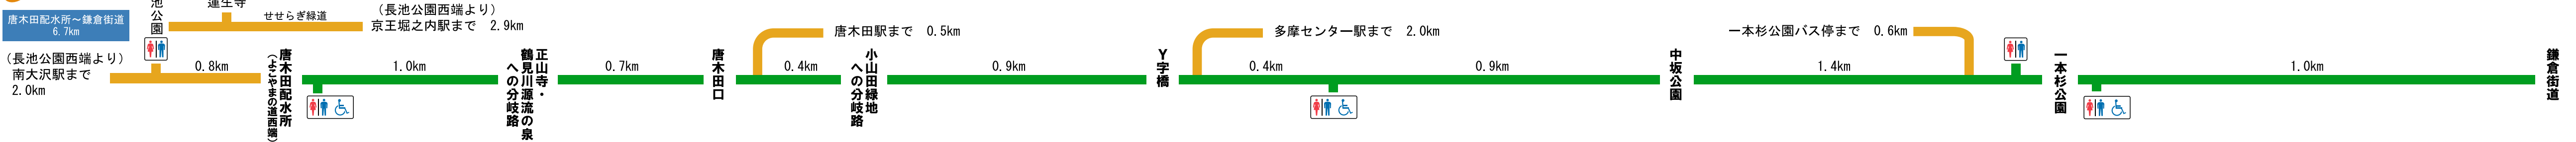 唐木田配水所～鎌倉街道
6.7km
池公園
蓮生寺
せせらぎ緑道
（長池公園西端より）
京王堀之内駅まで　2.9km
（長池公園西端より）
南大沢駅まで
2.0km
0.8km
唐木田配水所
（よこやまの道西端）
1.0km
正山寺・
鶴見川源流の泉
への分岐路
0.7km
唐木田口
唐木田駅まで　0.5km
0.4km
小山田緑地
への分岐路
0.9km
Y字橋
多摩センター駅まで　2.0km
0.4km
0.9km
中坂公園
一本杉公園バス停まで　0.6km
1.4km
一本杉公園
1.0km
鎌倉街道